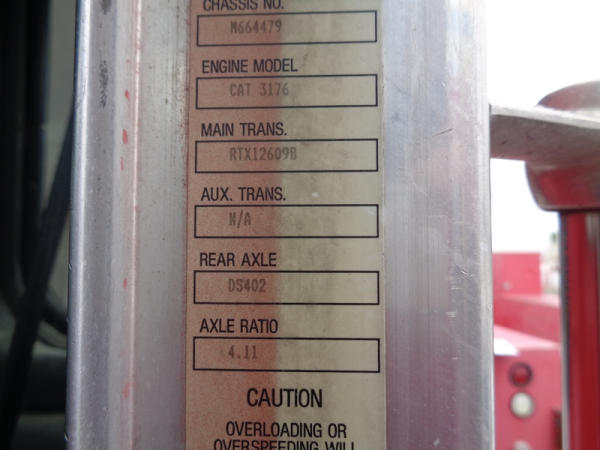 CHASSIS NO.
M664479
ENGINE MODEL
CAT 3176
MAIN TRANS.
RTX12609B
AUX. TRANS.
N/A
REAR AXLE
DS402
AXLE RATIO
4.11
CAUTION
OVERLOADING OR
OVERSPEEDING WILL